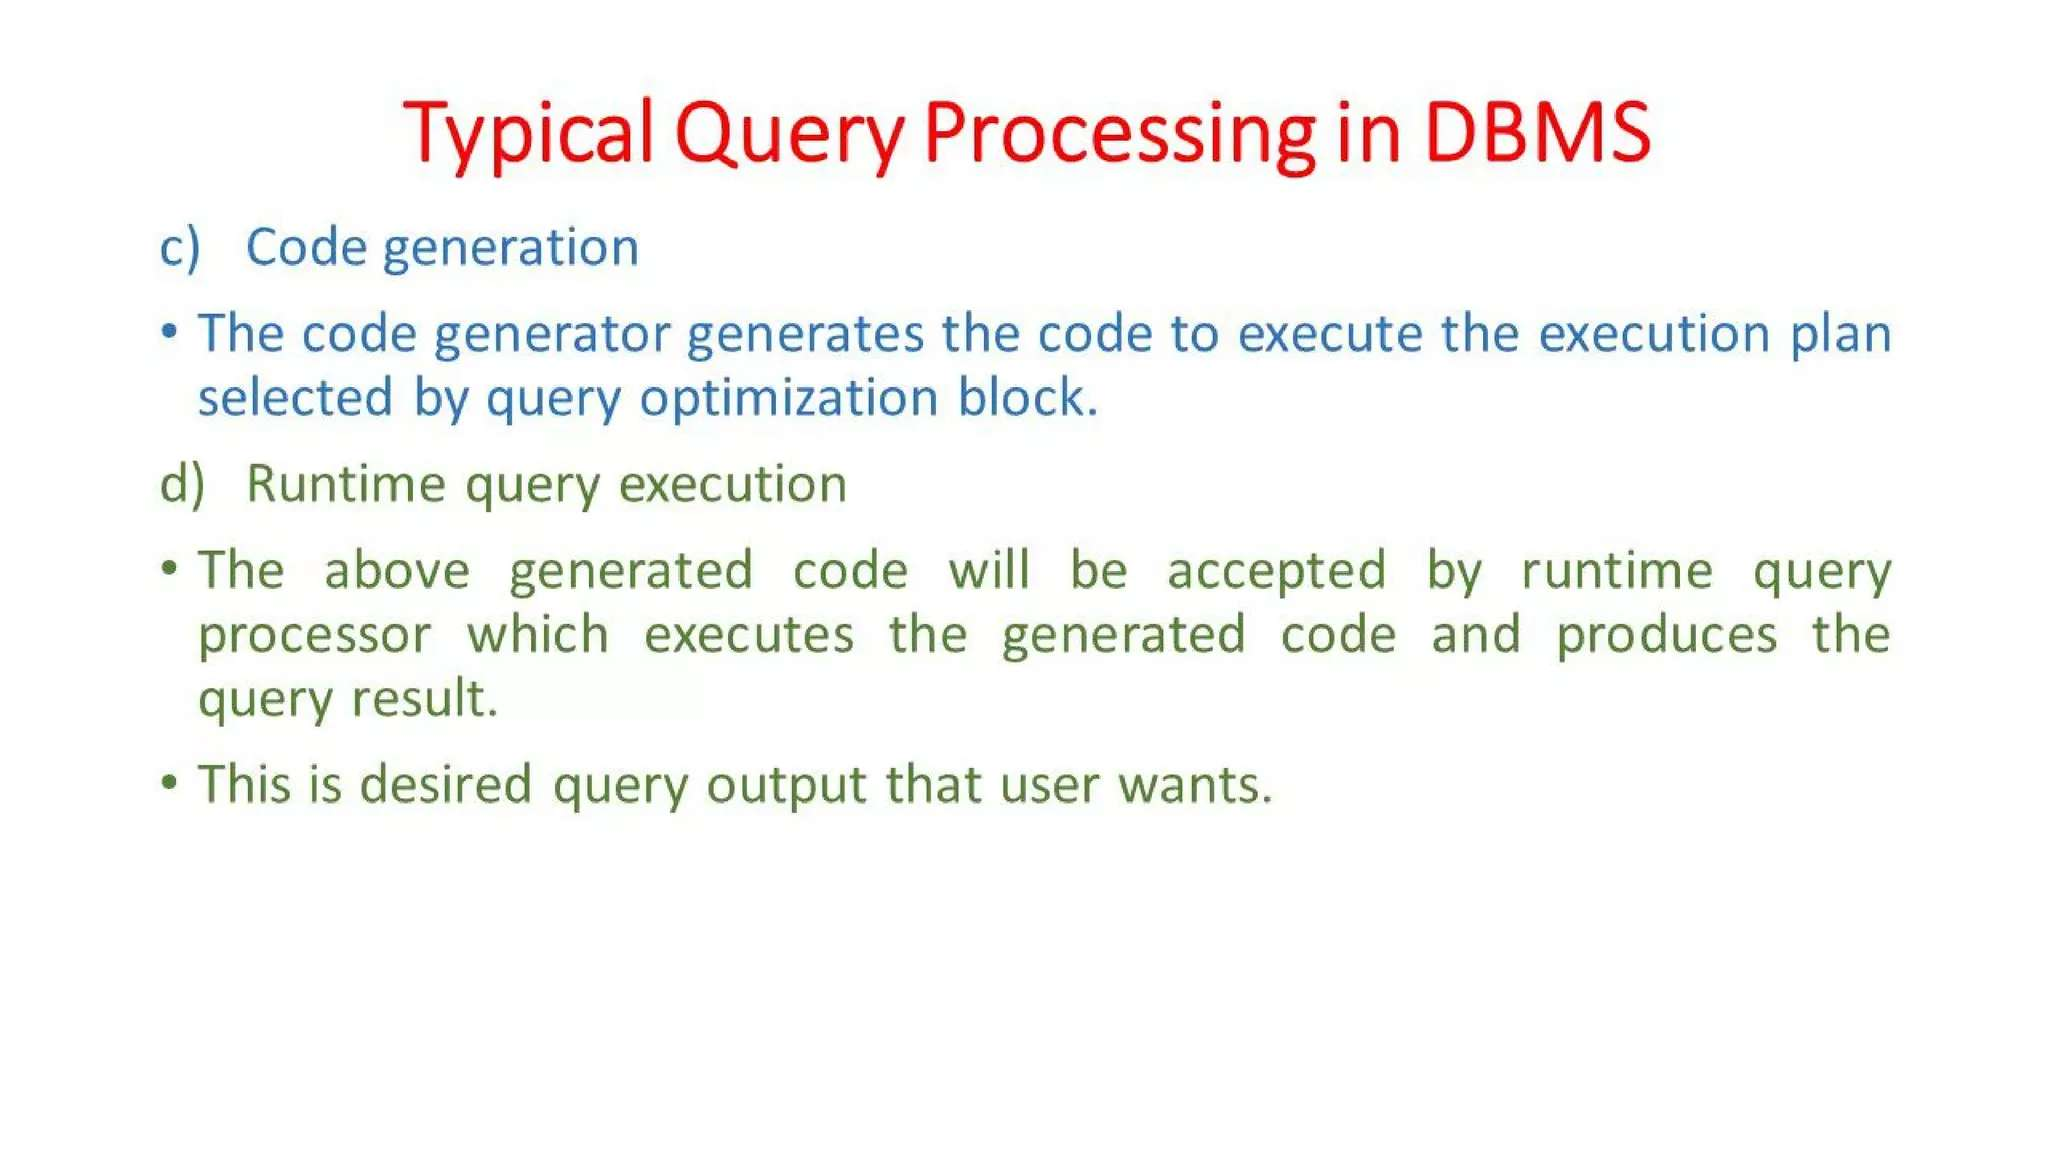 Typical Query Processing in DBMS
c) Code generation
• The code generator generates the code to execute the execution plan
selected by query optimization block.
d) Runtime query execution
• The above generated code will be accepted by runtime query
processor which executes the generated code and produces the
query result.
• This is desired query output that user wants.